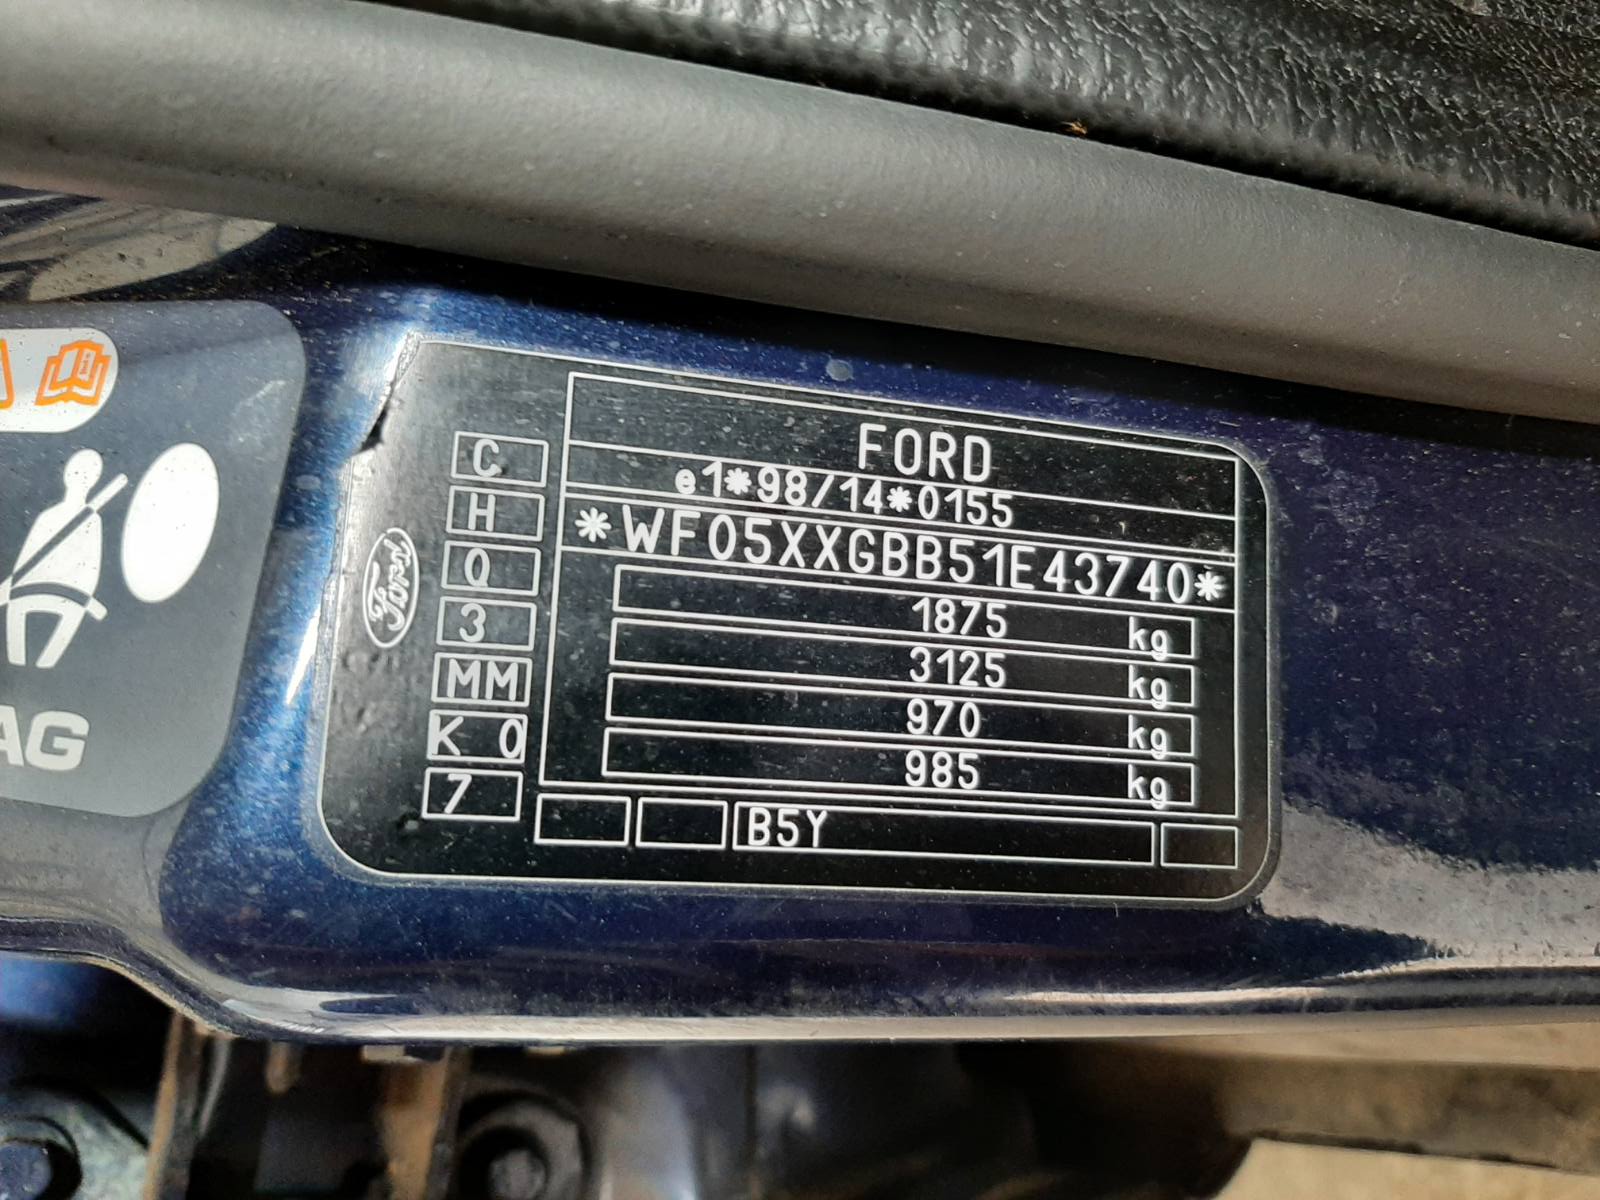 FORD
e1*98/14*0155
*WF05XXGBB51E43740*
1875 kg
3125 kg
970 kg
985 kg
C
H
Q
3
MM
K 0
7
B5Y
Ford
AG